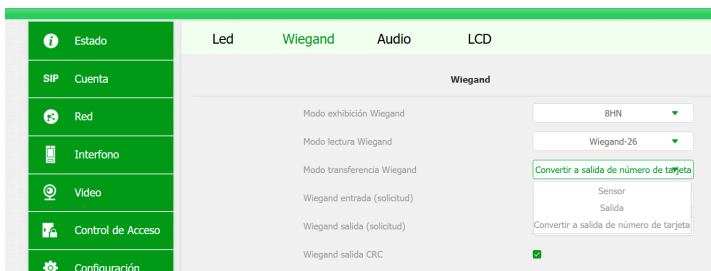 Estado
Led
Wiegand
Audio
LCD
SIP Cuenta
Wiegand
Red
Modo exhibición Wiegand
8HN
Interfono
Modo lectura Wiegand
Wiegand-26
Modo transferencia Wiegand
Convertir a salida de número de tarjeta
Video
Wiegand entrada (solicitud)
Sensor
Salida
Control de Acceso
Wiegand salida (solicitud)
Convertir a salida de número de tarjeta
Wiegand salida CRC
Configuración